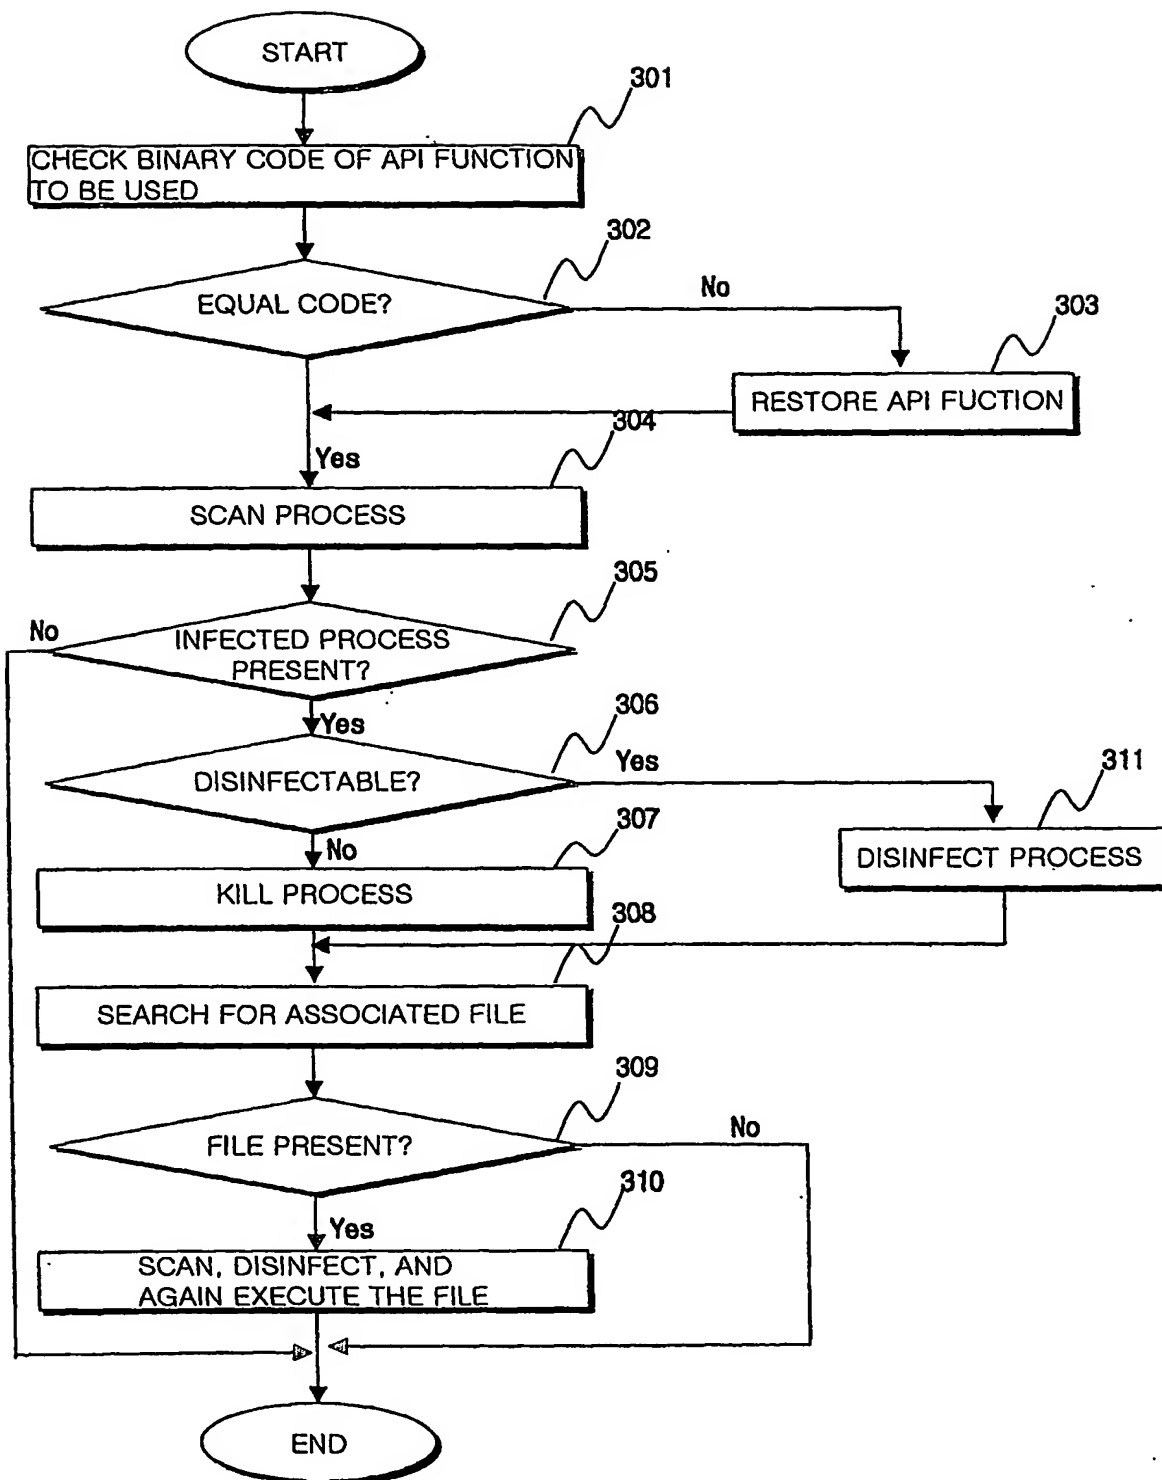 START
301
CHECK BINARY CODE OF API FUNCTION
TO BE USED
302
EQUAL CODE?
No
303
RESTORE API FUCTION
304
Yes
SCAN PROCESS
305
No
INFECTED PROCESS
PRESENT?
306
Yes
DISINFECTABLE?
Yes
311
307
No
DISINFECT PROCESS
KILL PROCESS
308
SEARCH FOR ASSOCIATED FILE
309
FILE PRESENT?
No
310
Yes
SCAN, DISINFECT, AND
AGAIN EXECUTE THE FILE
END